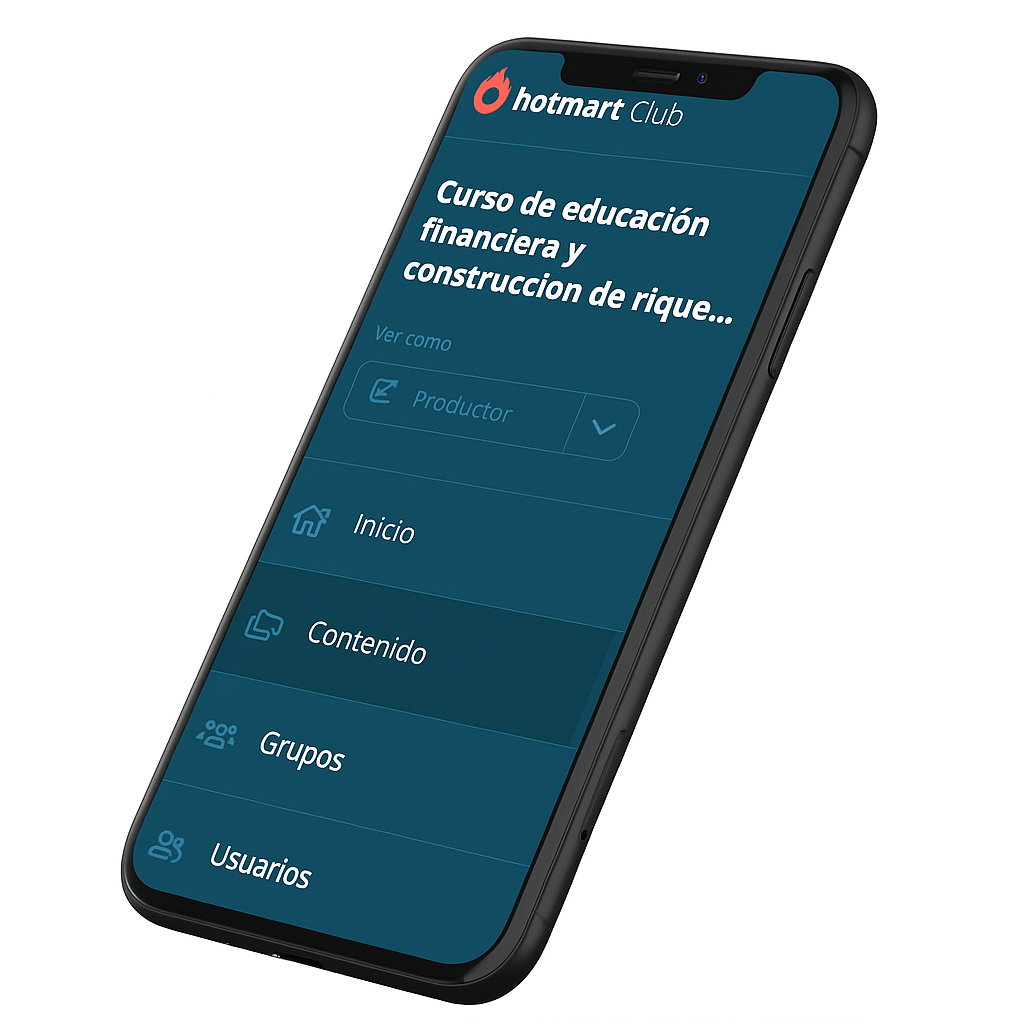 hotmart Club
Curso de educación
financiera y
construccion de rique...
Ver como
Productor
Inicio
Contenido
Grupos
Usuarios